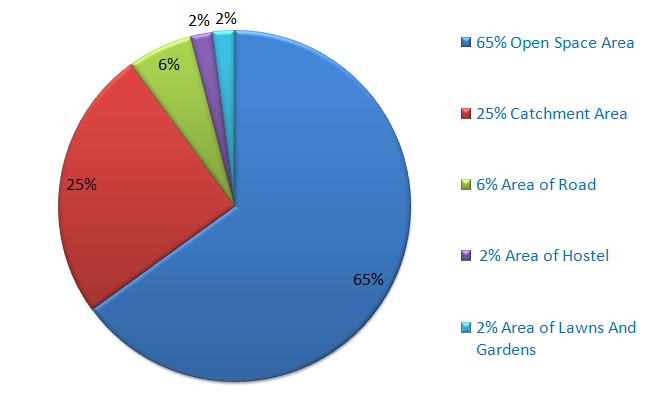 2%
2%
6%
25%
65%
65% Open Space Area
25% Catchment Area
6% Area of Road
2% Area of Hostel
2% Area of Lawns And
Gardens